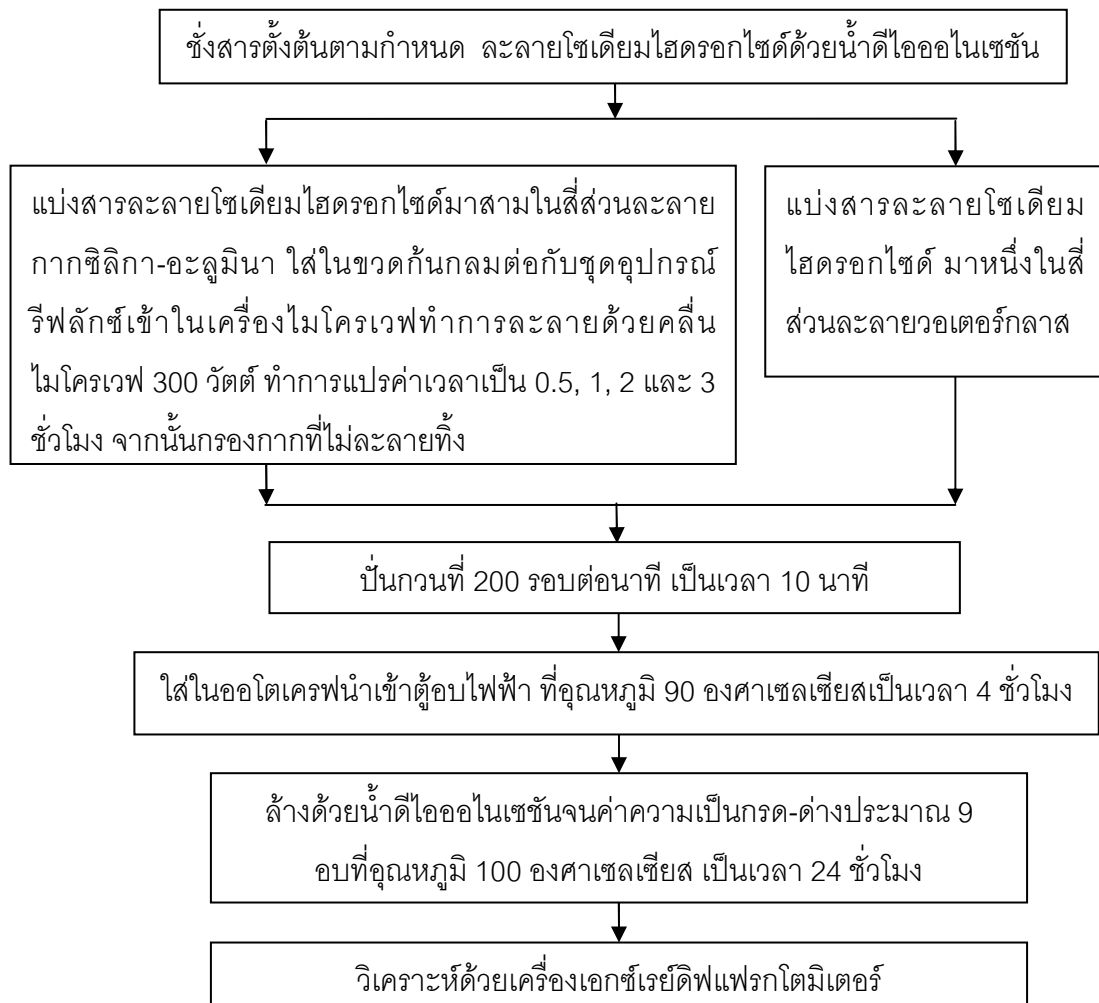 ชั่งสารตั้งต้นตามกำหนด ละลายโซเดียมไฮดรอกไซด์ด้วยน้ำดีไอออไนเซชัน
แบ่งสารละลายโซเดียมไฮดรอกไซด์มาสามในสี่ส่วนละลาย
กากซิลิกา-อะลูมินา ใส่ในขวดก้นกลมต่อกับชุดอุปกรณ์
รีฟลักซ์เข้าในเครื่องไมโครเวฟทำการละลายด้วยคลื่น
ไมโครเวฟ 300 วัตต์ ทำการแปรค่าเวลาเป็น 0.5, 1, 2 และ 3
ชั่วโมง จากนั้นกรองกากที่ไม่ละลายทิ้ง
แบ่งสารละลายโซเดียม
ไฮดรอกไซด์ มาหนึ่งในสี่
ส่วนละลายวอเตอร์กลาส
ปั่นกวนที่ 200 รอบต่อนาที เป็นเวลา 10 นาที
ใส่ในออโตเครฟนำเข้าตู้อบไฟฟ้า ที่อุณหภูมิ 90 องศาเซลเซียสเป็นเวลา 4 ชั่วโมง
ล้างด้วยน้ำดีไอออไนเซชันจนค่าความเป็นกรด-ด่างประมาณ 9
อบที่อุณหภูมิ 100 องศาเซลเซียส เป็นเวลา 24 ชั่วโมง
วิเคราะห์ด้วยเครื่องเอกซ์เรย์ดิฟแฟรกโตมิเตอร์